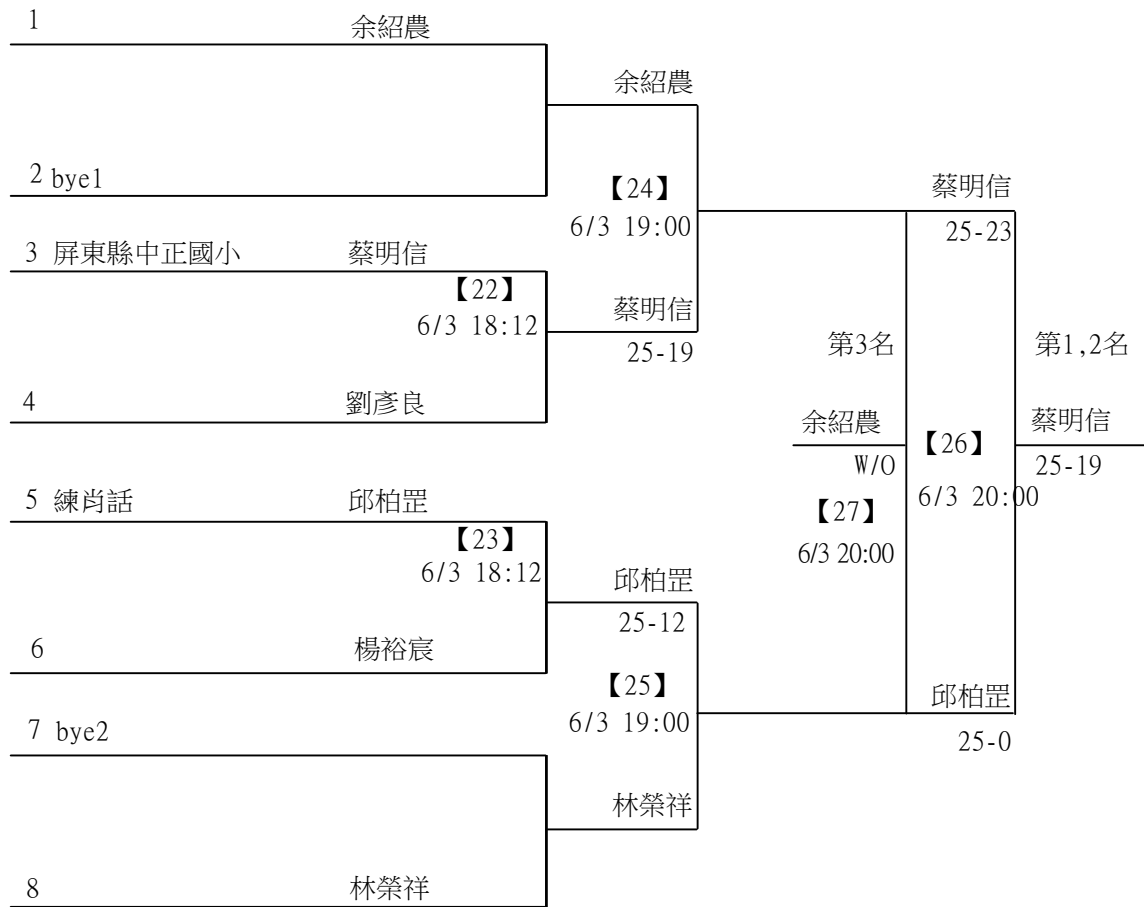 1 余紹農
余紹農
2 bye1
【24】
6/3 19:00
蔡明信
25-23
3 屏東縣中正國小 蔡明信
【22】
6/3 18:12
蔡明信
25-19
第3名
第1,2名
4 劉彥良
余紹農
W/O
【26】
6/3 20:00
蔡明信
25-19
5 練肖話 邱柏罡
【27】
6/3 20:00
【23】
6/3 18:12
邱柏罡
25-12
6 楊裕宸
【25】
6/3 19:00
邱柏罡
25-0
7 bye2
林榮祥
8 林榮祥